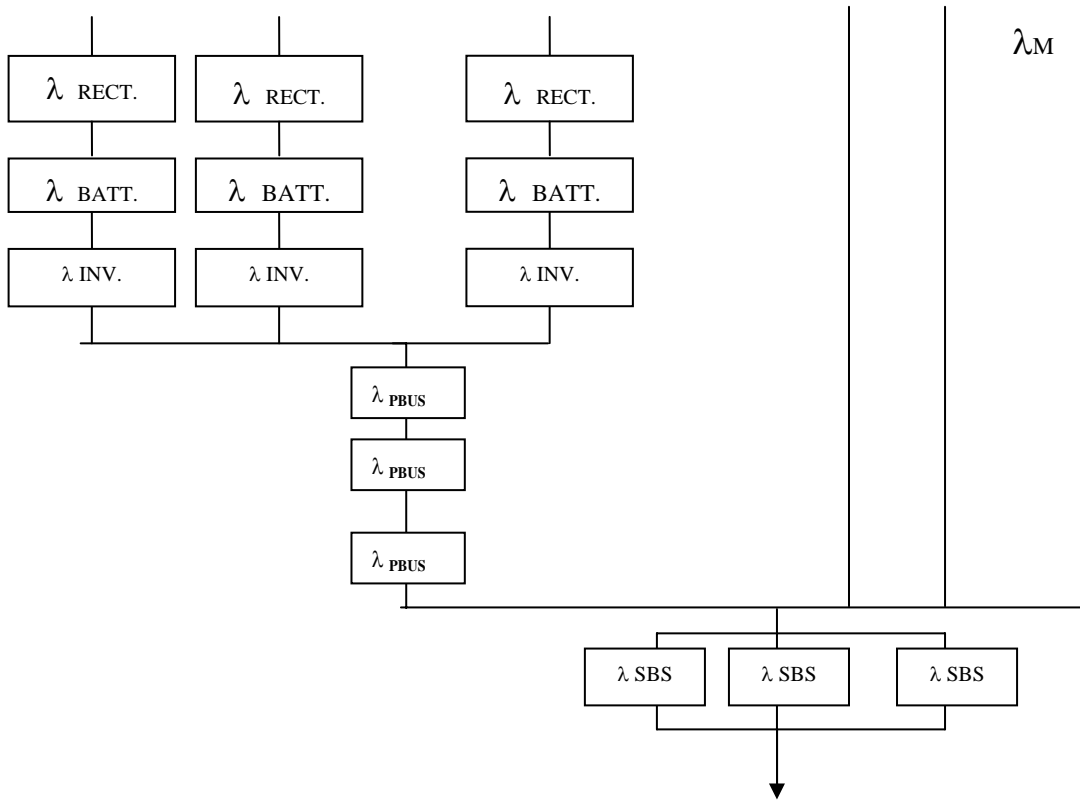 λM
λ RECT. λ RECT. λ RECT.
λ BATT. λ BATT. λ BATT.
λ INV. λ INV. λ INV.
λ PBUS
λ PBUS
λ PBUS
λ SBS λ SBS λ SBS